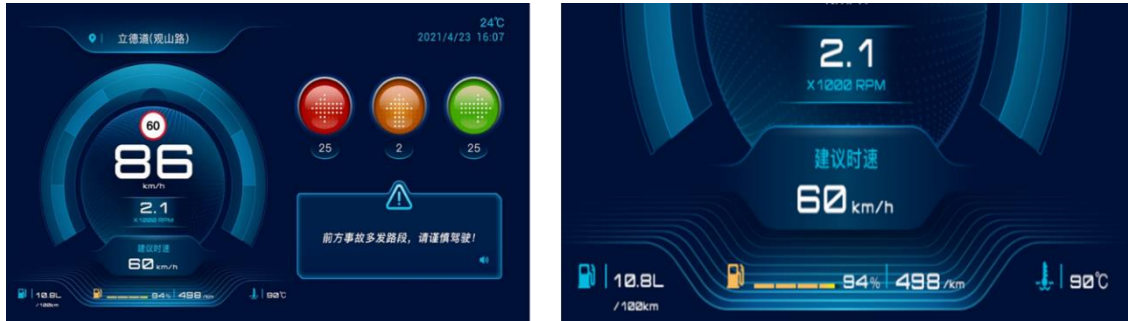 立德道(观山路)
24℃
2021/4/23 16:07
60
86
km/h
2.1
X1000 RPM
建议时速
60 km/h
25
2
25
前方事故多发路段，请谨慎驾驶！
10.8L
/100km
94%
498 /km
90℃
2.1
X1000 RPM
建议时速
60 km/h
10.8L
/100km
94%
498 /km
90℃